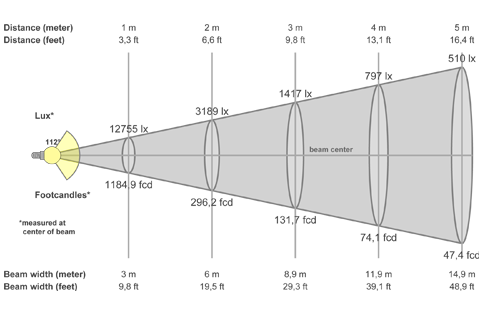 Distance (meter) 1 m 2 m 3 m 4 m 5 m
Distance (feet) 3,3 ft 6,6 ft 9,8 ft 13,1 ft 16,4 ft
510 lx
797 lx
1417 lx
3189 lx
Lux*
12755 lx
112°
beam center
1184,9 fcd
Footcandles*
296,2 fcd
131,7 fcd
*measured at
center of beam
74,1 fcd
47,4 fcd
Beam width (meter) 3 m 6 m 8,9 m 11,9 m 14,9 m
Beam width (feet) 9,8 ft 19,5 ft 29,3 ft 39,1 ft 48,9 ft